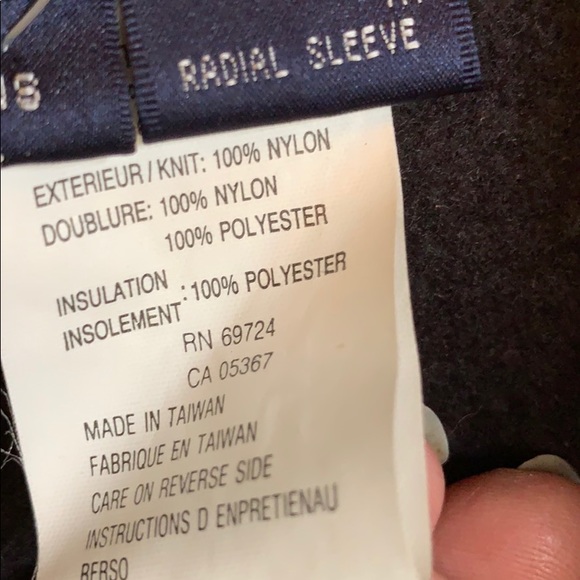 RADIAL SLEEVE
EXTERIEUR/KNIT: 100% NYLON
DOUBLURE: 100% NYLON
100% POLYESTER
INSULATION : 100% POLYESTER
INSOLEMENT
RN 69724
CA 05367
MADE IN TAIWAN
FABRIQUE EN TAIWAN
CARE ON REVERSE SIDE
INSTRUCTIONS D ENPRETIENAU
RERSO